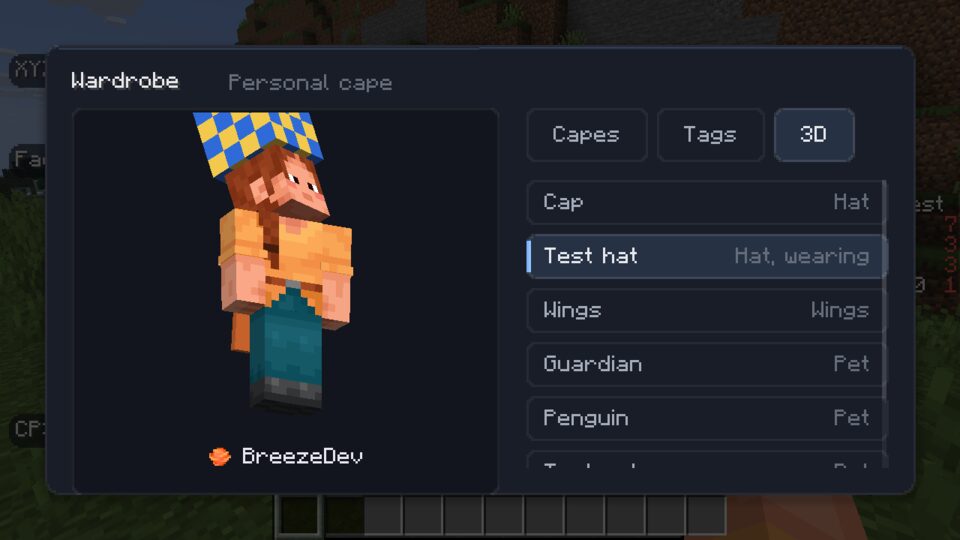 Wardrobe
Personal cape
Capes
Tags
3D
Cap
Hat
Test hat
Hat, wearing
Wings
Wings
Guardian
Pet
Penguin
Pet
BreezeDev